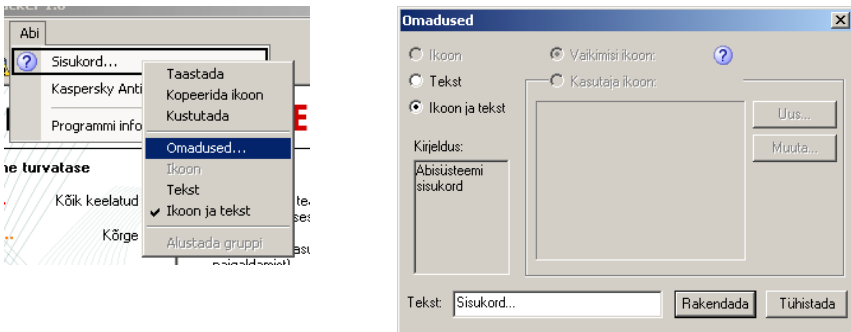 Abi
Sisukord...
Kaspersky Anti
Programmi info
Taastada
Kopeerida ikoon
Kustutada
Omadused...
Ikoon
Tekst
Ikoon ja tekst
Alustada gruppi
turvatase
Kõik keelatud
Kõrge
Omadused
Ikoon
Tekst
Ikoon ja tekst
Vaikimisi ikoon:
Kasutaja ikoon:
Uus...
Muuta...
Kirjeldus:
Abisüsteemi
sisukord
Tekst: Sisukord...
Rakendada
Tühistada